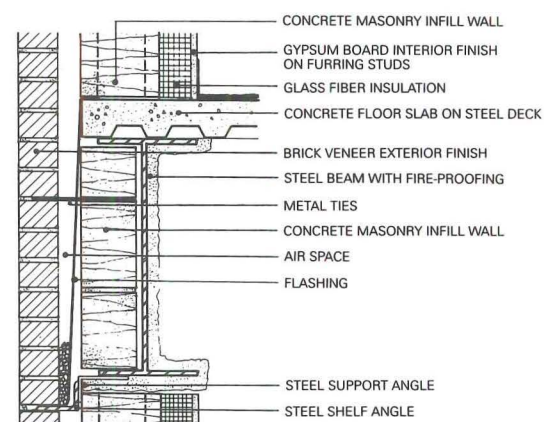 CONCRETE MASONRY INFILL WALL
GYPSUM BOARD INTERIOR FINISH
ON FURRING STUDS
GLASS FIBER INSULATION
CONCRETE FLOOR SLAB ON STEEL DECK
BRICK VENEER EXTERIOR FINISH
STEEL BEAM WITH FIRE-PROOFING
METAL TIES
CONCRETE MASONRY INFILL WALL
AIR SPACE
FLASHING
STEEL SUPPORT ANGLE
STEEL SHELF ANGLE